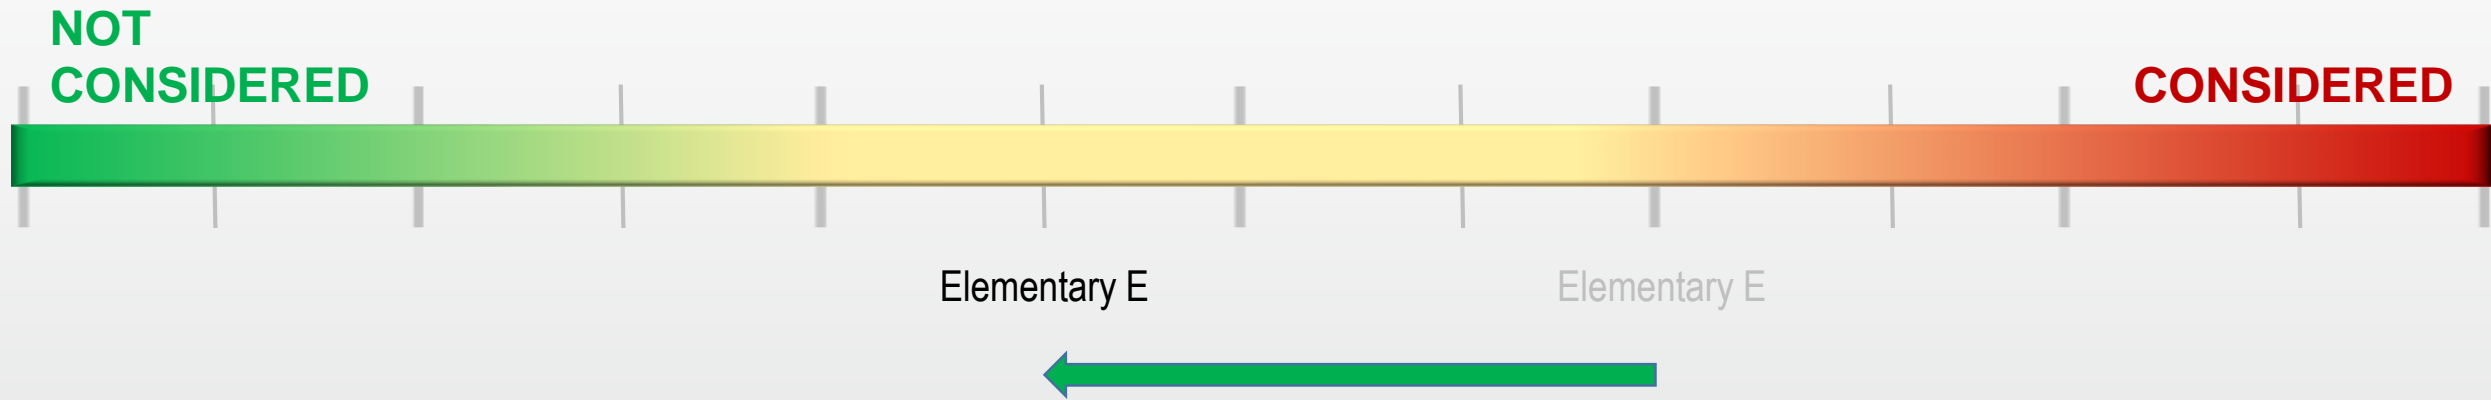 NOT
CONSIDERED
CONSIDERED
Elementary E
Elementary E